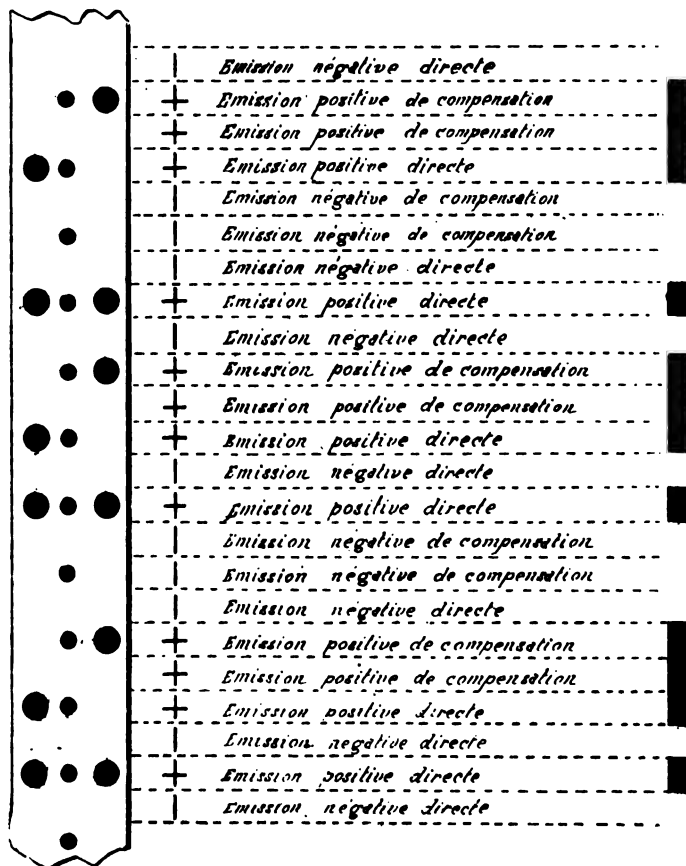 | Emission négative directe
+ Emission positive de compensation
+ Emission positive de compensation
+ Emission positive directe
| Emission négative de compensation
| Emission négative de compensation
| Emission négative directe
+ Emission positive directe
| Emission négative directe
+ Emission positive de compensation
+ Emission positive de compensation
+ Emission positive directe
| Emission négative directe
+ Emission positive directe
| Emission négative de compensation
| Emission négative de compensation
| Emission négative directe
+ Emission positive de compensation
+ Emission positive de compensation
+ Emission positive directe
| Emission négative directe
+ Emission positive directe
| Emission négative directe